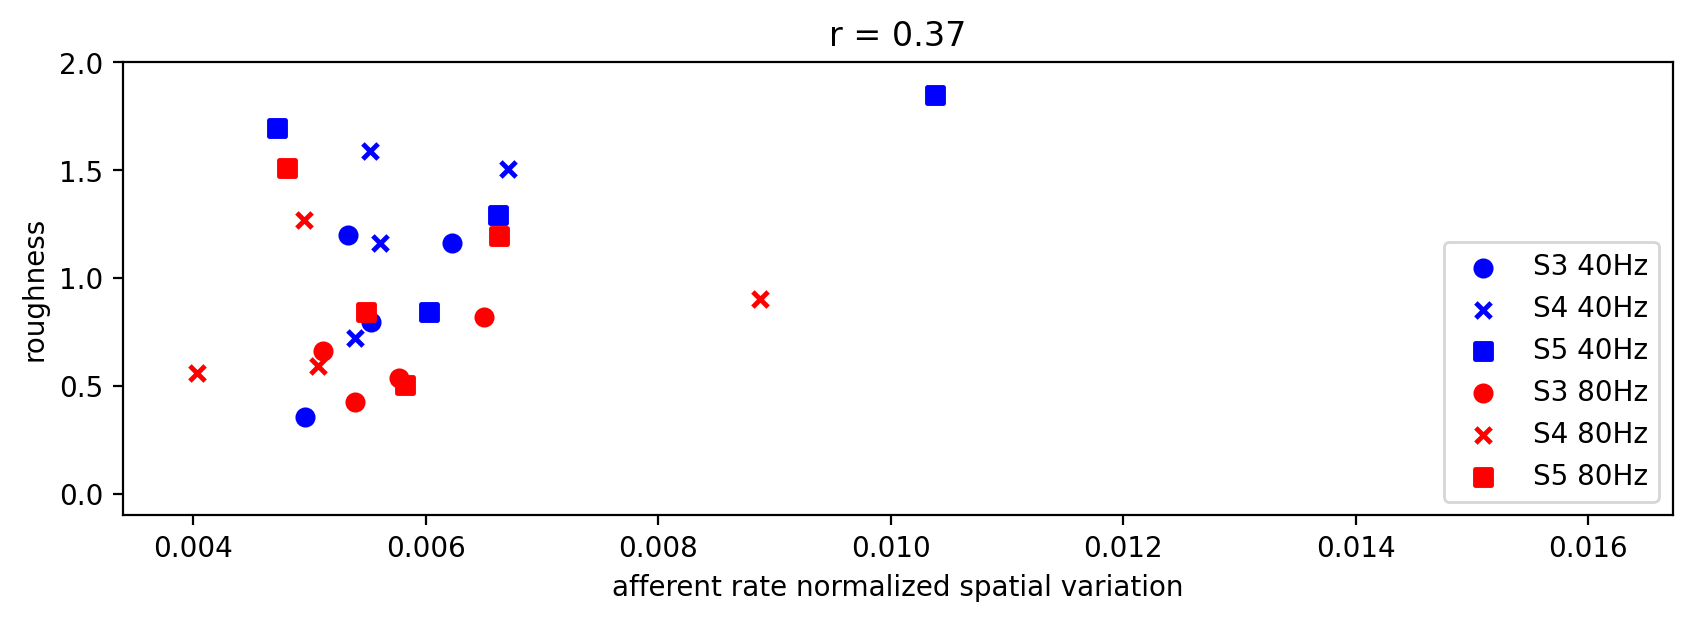 r = 0.37
2.0
1.5
1.0
0.5
0.0
roughness
S3 40Hz
S4 40Hz
S5 40Hz
S3 80Hz
S4 80Hz
S5 80Hz
0.004 0.006 0.008 0.010 0.012 0.014 0.016
afferent rate normalized spatial variation